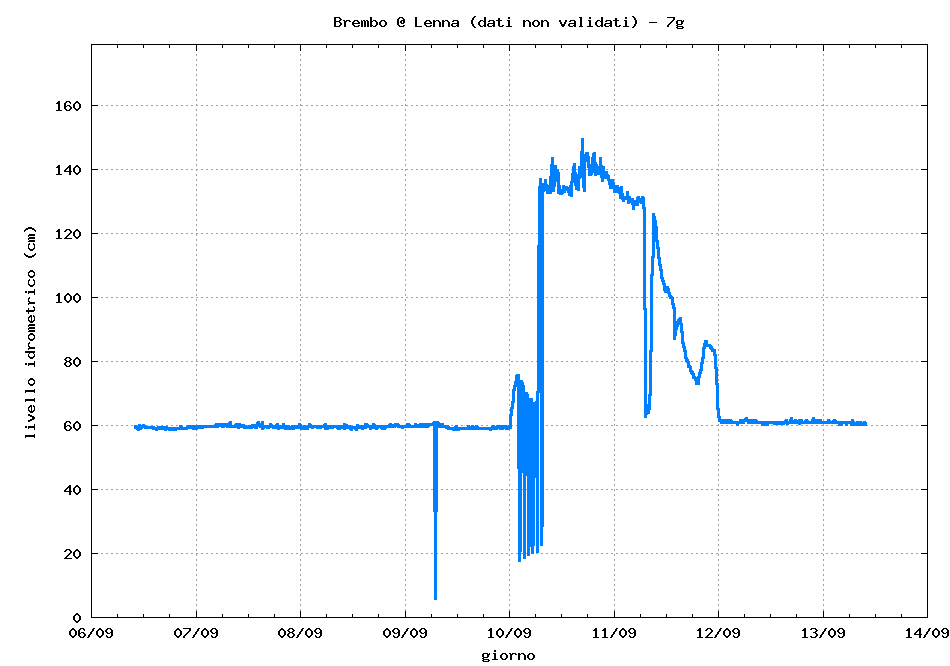 Brembo @ Lenna (dati non validati) - 7g
livello idrometrico (cm)
160
140
120
100
80
60
40
20
0
06/09 07/09 08/09 09/09 10/09 11/09 12/09 13/09 14/09
giorno